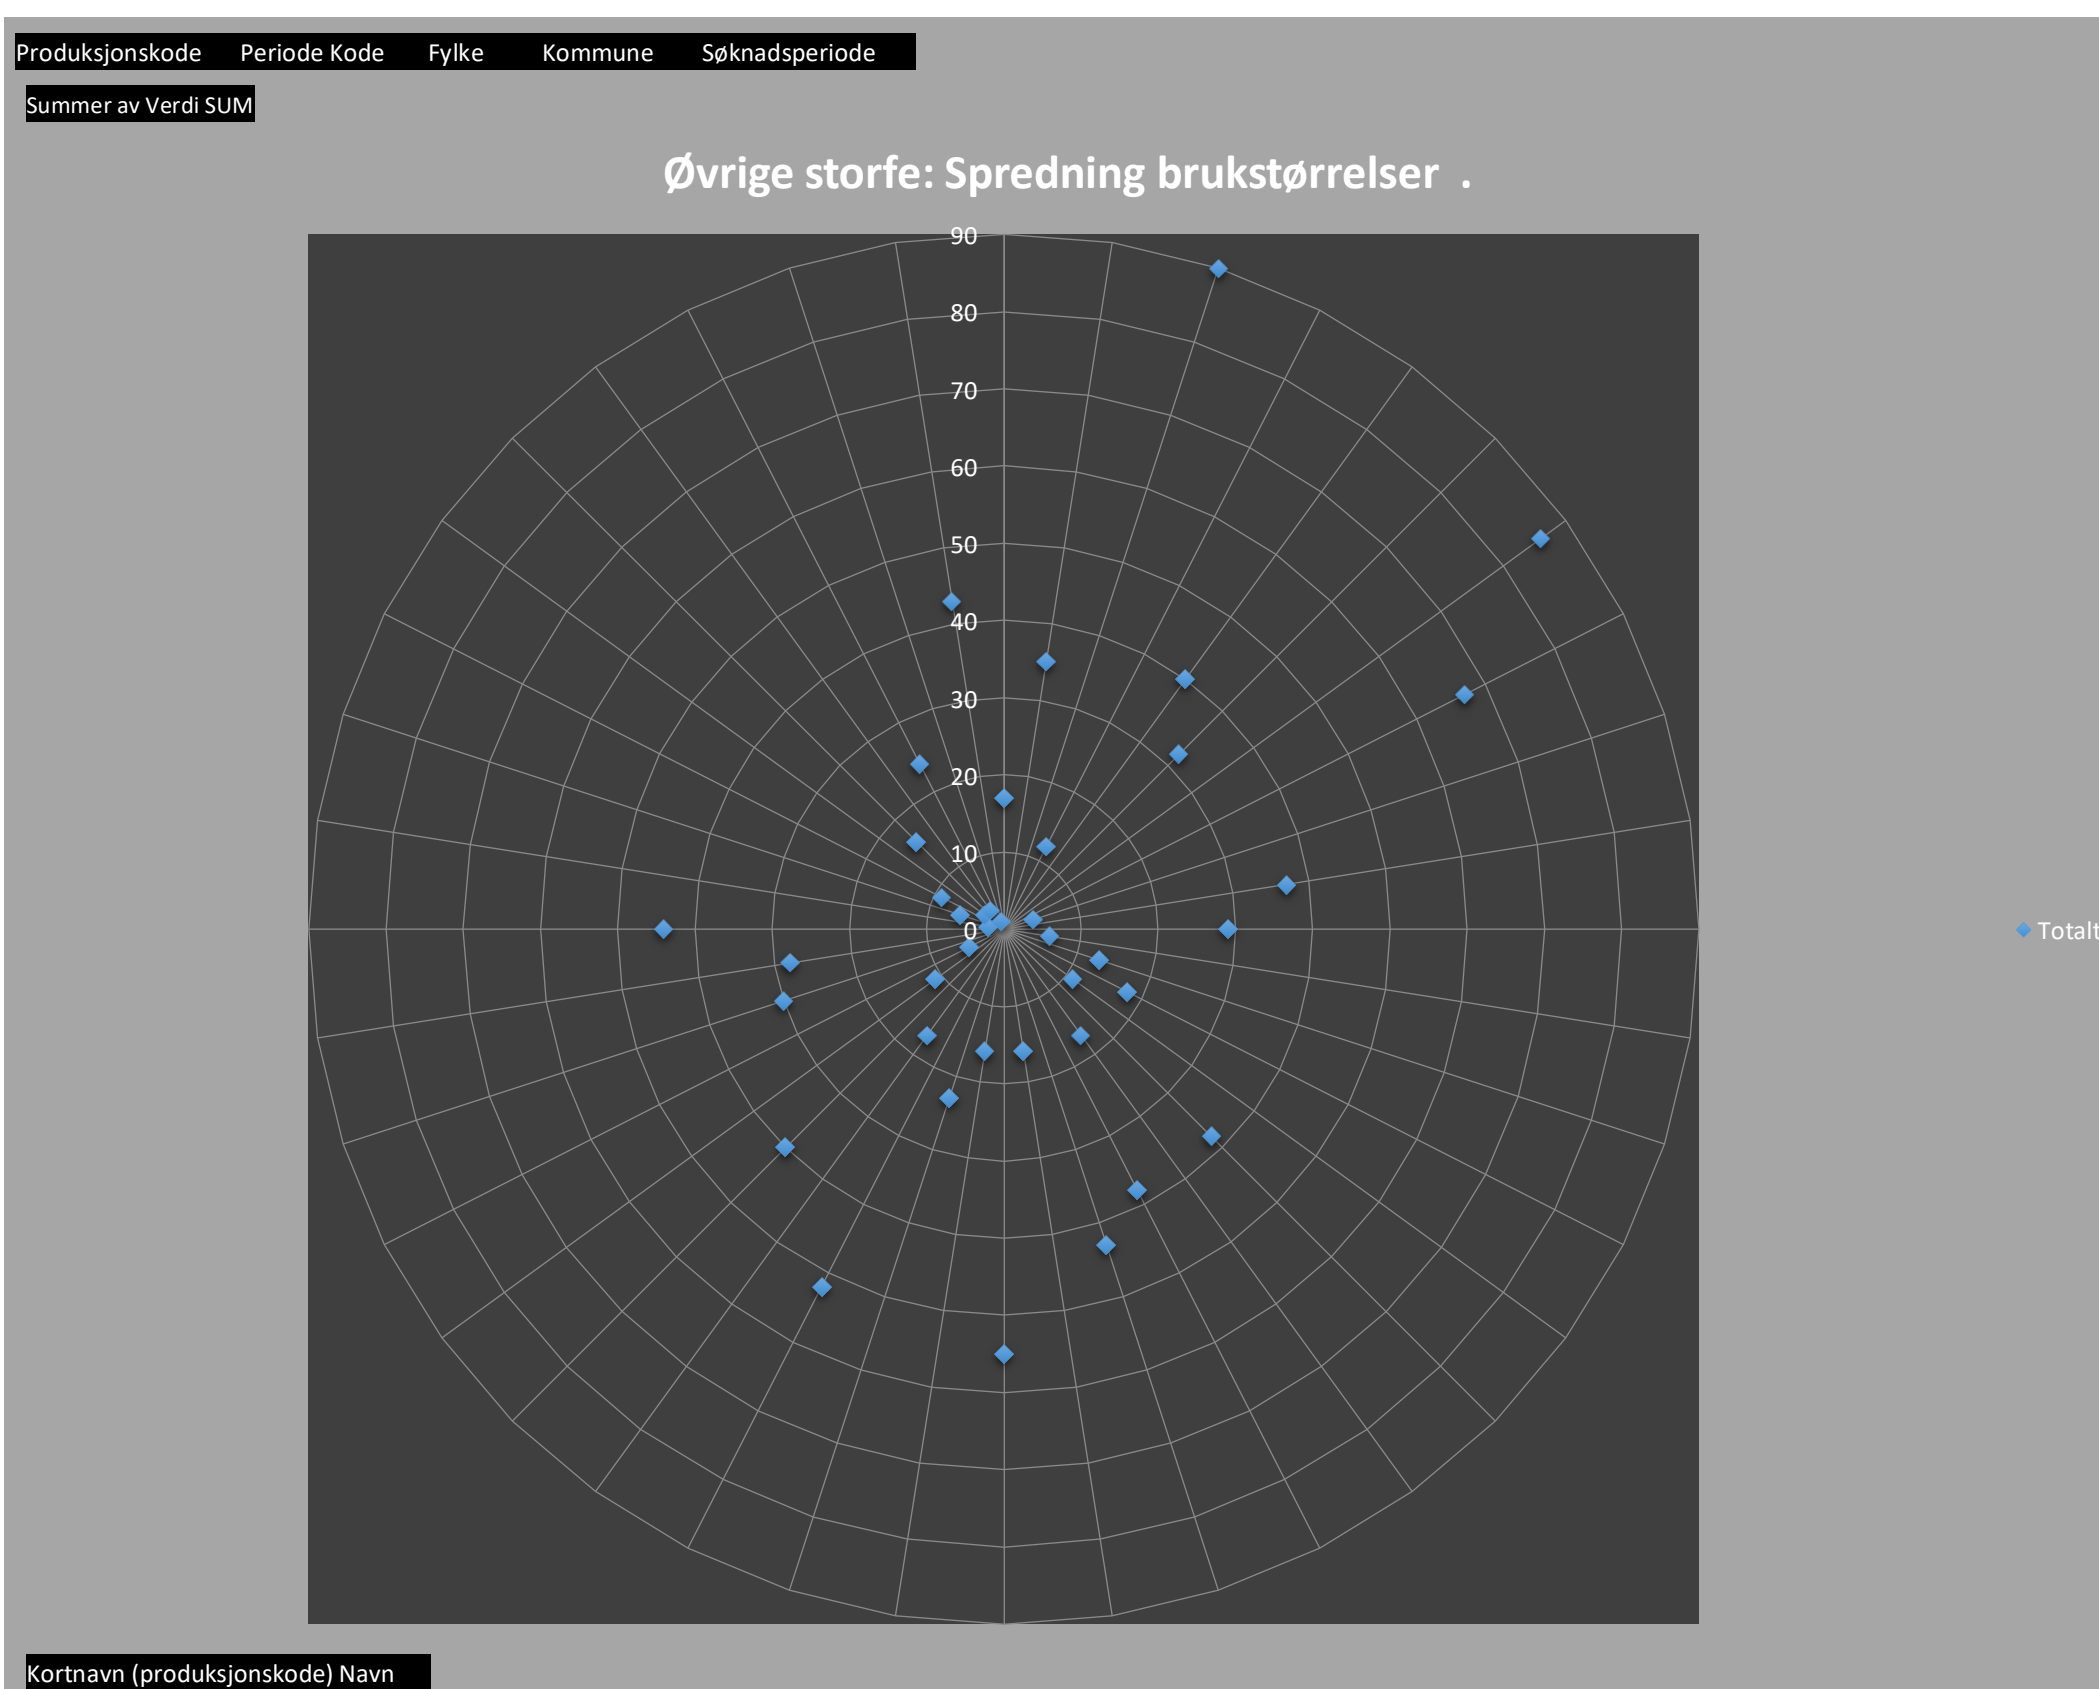 Produksjonskode Periode Kode Fylke Kommune Søknadsperiode
Summer av Verdi SUM
Øvrige storfe: Spredning brukstørrelser .
90
80
70
60
50
40
30
20
10
0
Totalt
Kortnavn (produksjonskode) Navn